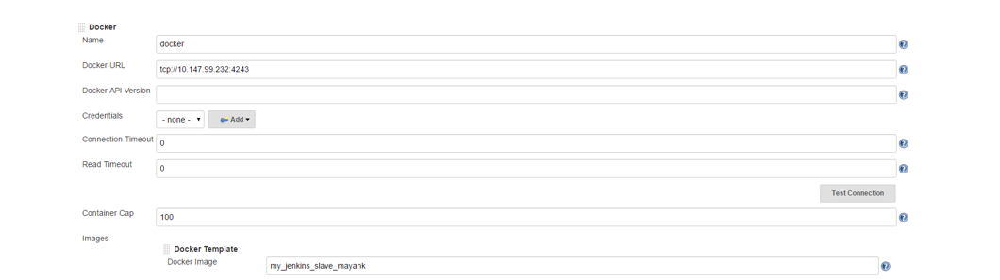 Docker
Name docker
Docker URL tcp://10.147.99.232:4243
Docker API Version
Credentials - none - Add
Connection Timeout 0
Read Timeout 0
Test Connection
Container Cap 100
Images
Docker Template
Docker Image my_jenkins_slave_mayank